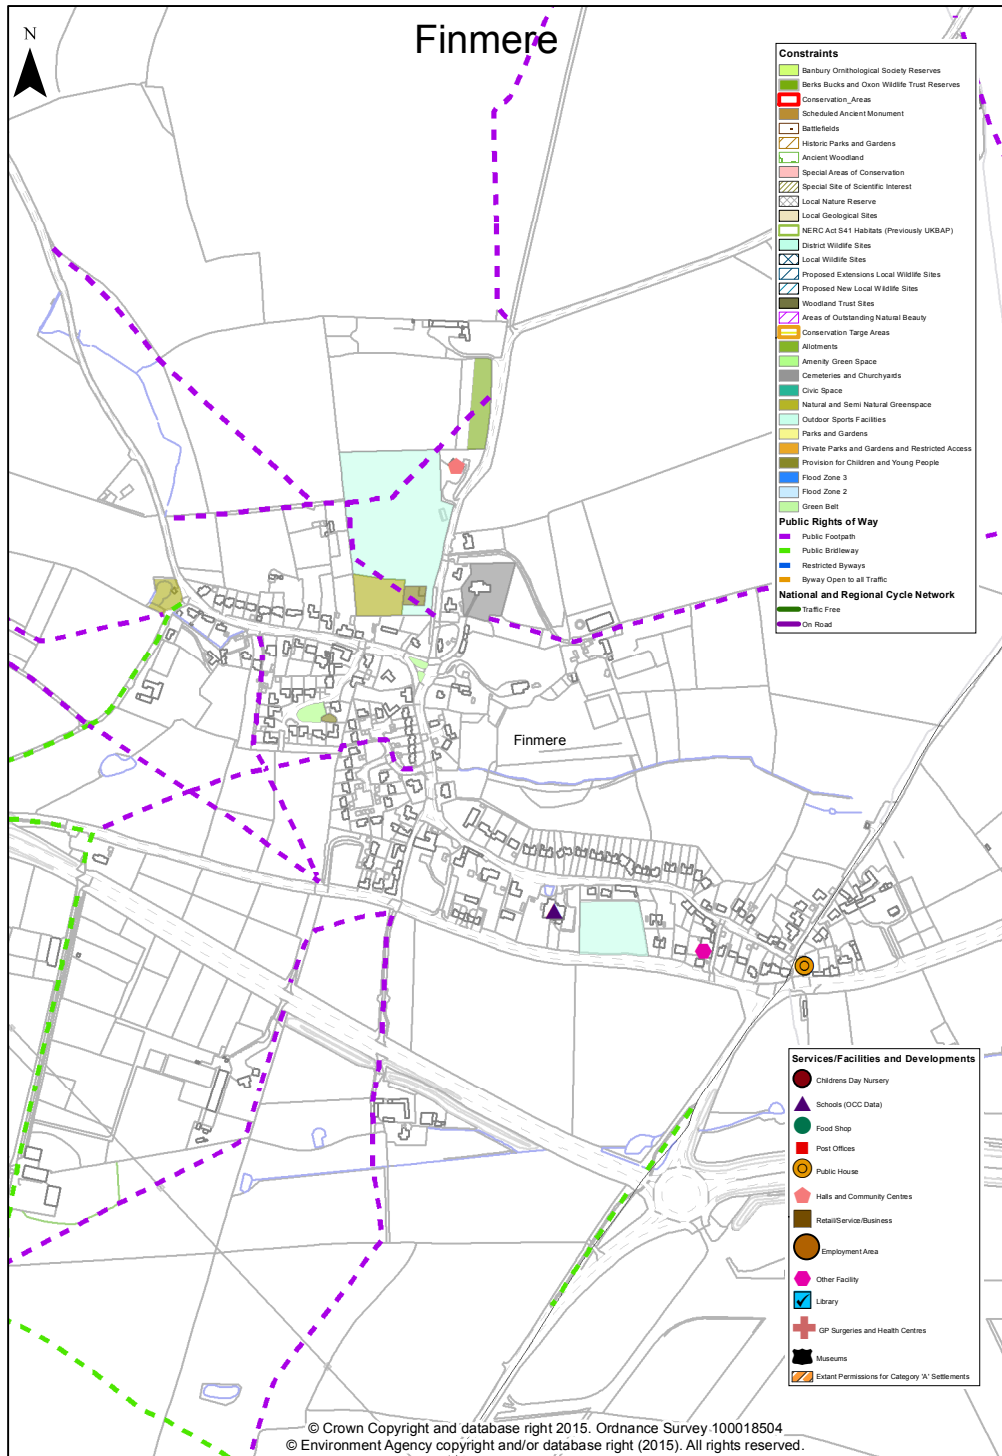 Finmere
N
Constraints
Banbury Ornithological Society Reserves
Berks Bucks and Oxon Wildlife Trust Reserves
Conservation_Areas
Scheduled Ancient Monument
Battlefields
Historic Parks and Gardens
Ancient Woodland
Special Areas of Conservation
Special Site of Scientific Interest
Local Nature Reserve
Local Geological Sites
NERC Act S41 Habitats (Previously UKBAP)
District Wildlife Sites
Local Wildlife Sites
Proposed Extensions Local Wildlife Sites
Proposed New Local Wildlife Sites
Woodland Trust Sites
Areas of Outstanding Natural Beauty
Conservation Targe Areas
Allotments
Amenity Green Space
Cemeteries and Churchyards
Civic Space
Natural and Semi Natural Greenspace
Outdoor Sports Facilities
Parks and Gardens
Private Parks and Gardens and Restricted Access
Provision for Children and Young People
Flood Zone 3
Flood Zone 2
Green Belt
Public Rights of Way
Public Footpath
Public Bridleway
Restricted Byways
Byway Open to all Traffic
National and Regional Cycle Network
Traffic Free
On Road
Finmere
Services/Facilities and Developments
Childrens Day Nursery
Schools (OCC Data)
Food Shop
Post Offices
Public House
Halls and Community Centres
Retail/Service/Business
Employment Area
Other Facility
Library
GP Surgeries and Health Centres
Museums
Extant Permissions for Category 'A' Settlements
© Crown Copyright and database right 2015. Ordnance Survey 100018504
© Environment Agency copyright and/or database right (2015). All rights reserved.